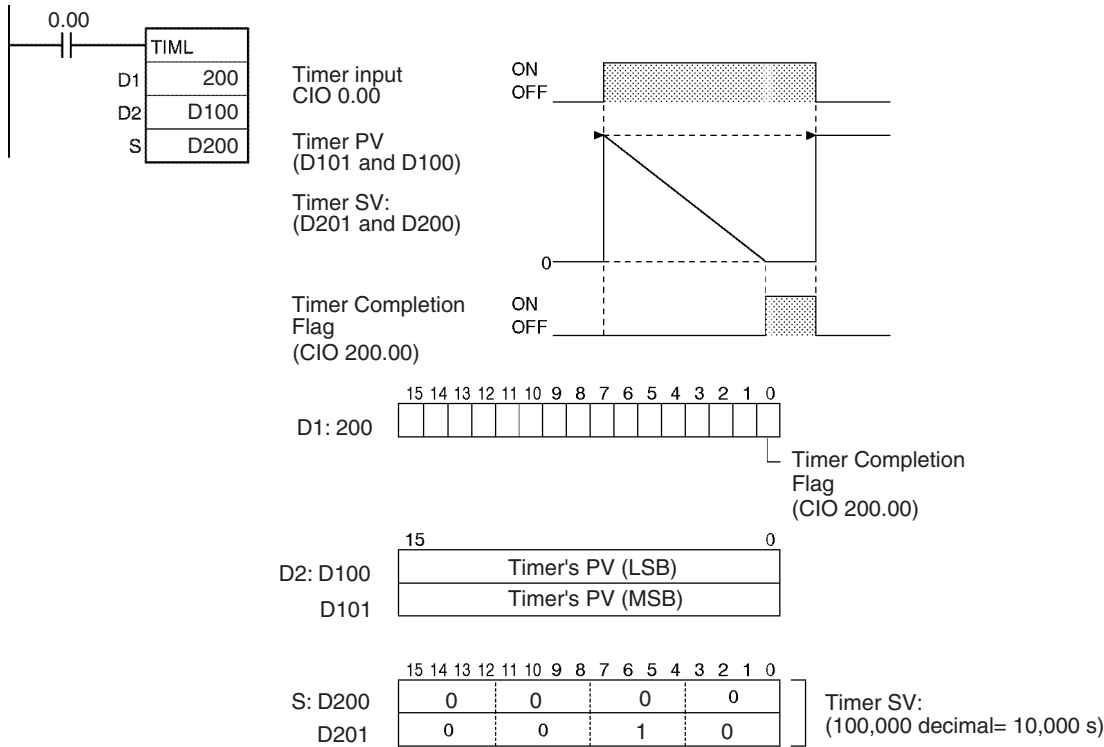 0.00
TIML
D1 200
D2 D100
S D200
Timer input
CIO 0.00
ON
OFF
Timer PV
(D101 and D100)
Timer SV:
(D201 and D200)
0
Timer Completion
Flag
(CIO 200.00)
ON
OFF
15 14 13 12 11 10 9 8 7 6 5 4 3 2 1 0
D1: 200
Timer Completion
Flag
(CIO 200.00)
15 0
D2: D100 Timer's PV (LSB)
D101 Timer's PV (MSB)
15 14 13 12 11 10 9 8 7 6 5 4 3 2 1 0
S: D200 0 0 0 0
D201 0 0 1 0
Timer SV:
(100,000 decimal= 10,000 s)